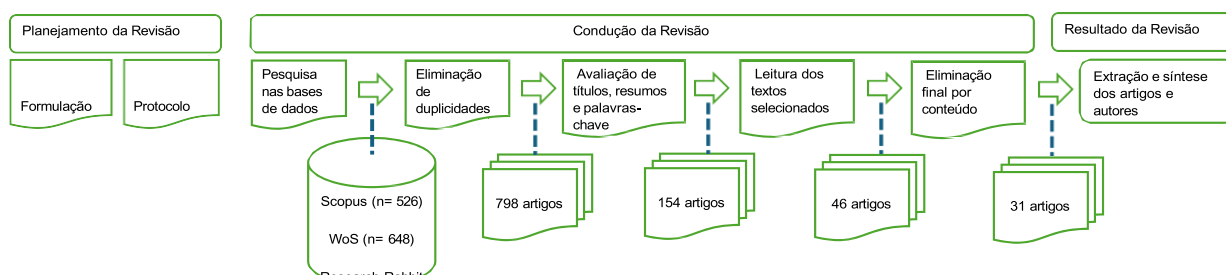 Planejamento da Revisão
Condução da Revisão
Resultado da Revisão
Formulação
Protocolo
Pesquisa
nas bases
de dados
Eliminação
de
duplicidades
Avaliação de
títulos, resumos
e palavras-
chave
Leitura dos
textos
selecionados
Eliminação
final por
conteúdo
Extração e síntese
dos artigos e
autores
Scopus (n= 526)
WoS (n= 648)
Research Rabbit
798 artigos
154 artigos
46 artigos
31 artigos